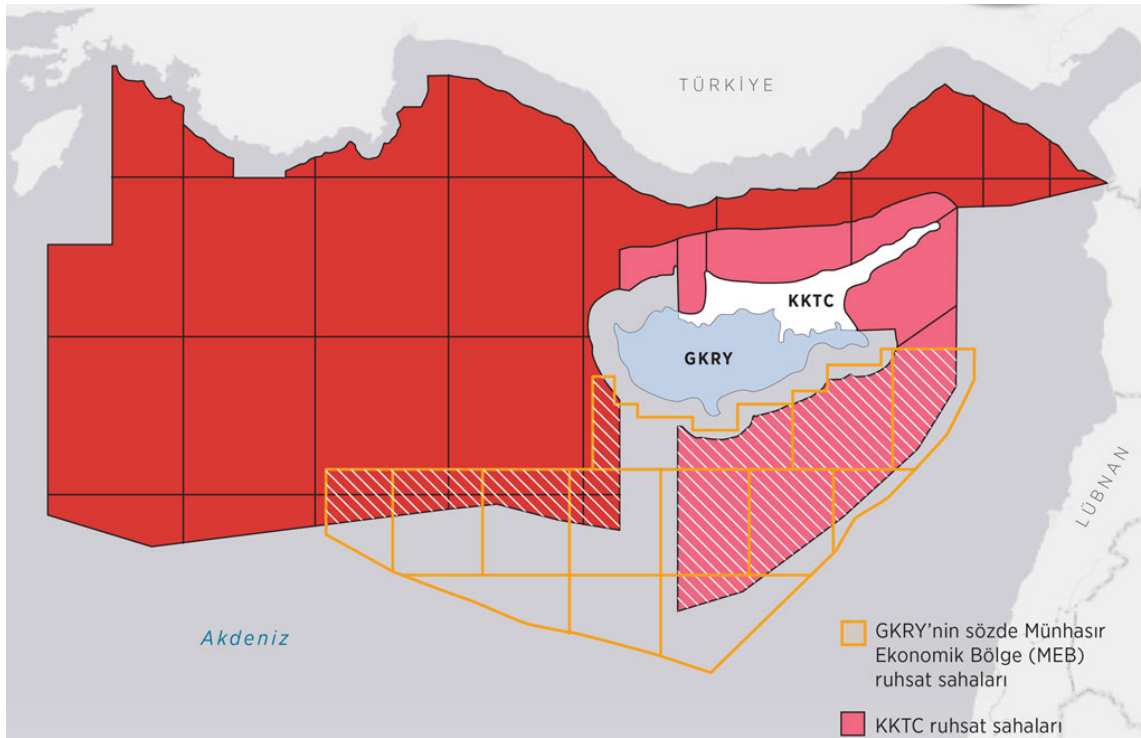 TÜRKİYE
KKTC
GKRY
LÜBNAN
Akdeniz
GKRY'nin sözde Münhasır
Ekonomik Bölge (MEB)
ruhsat sahaları
KKTC ruhsat sahaları